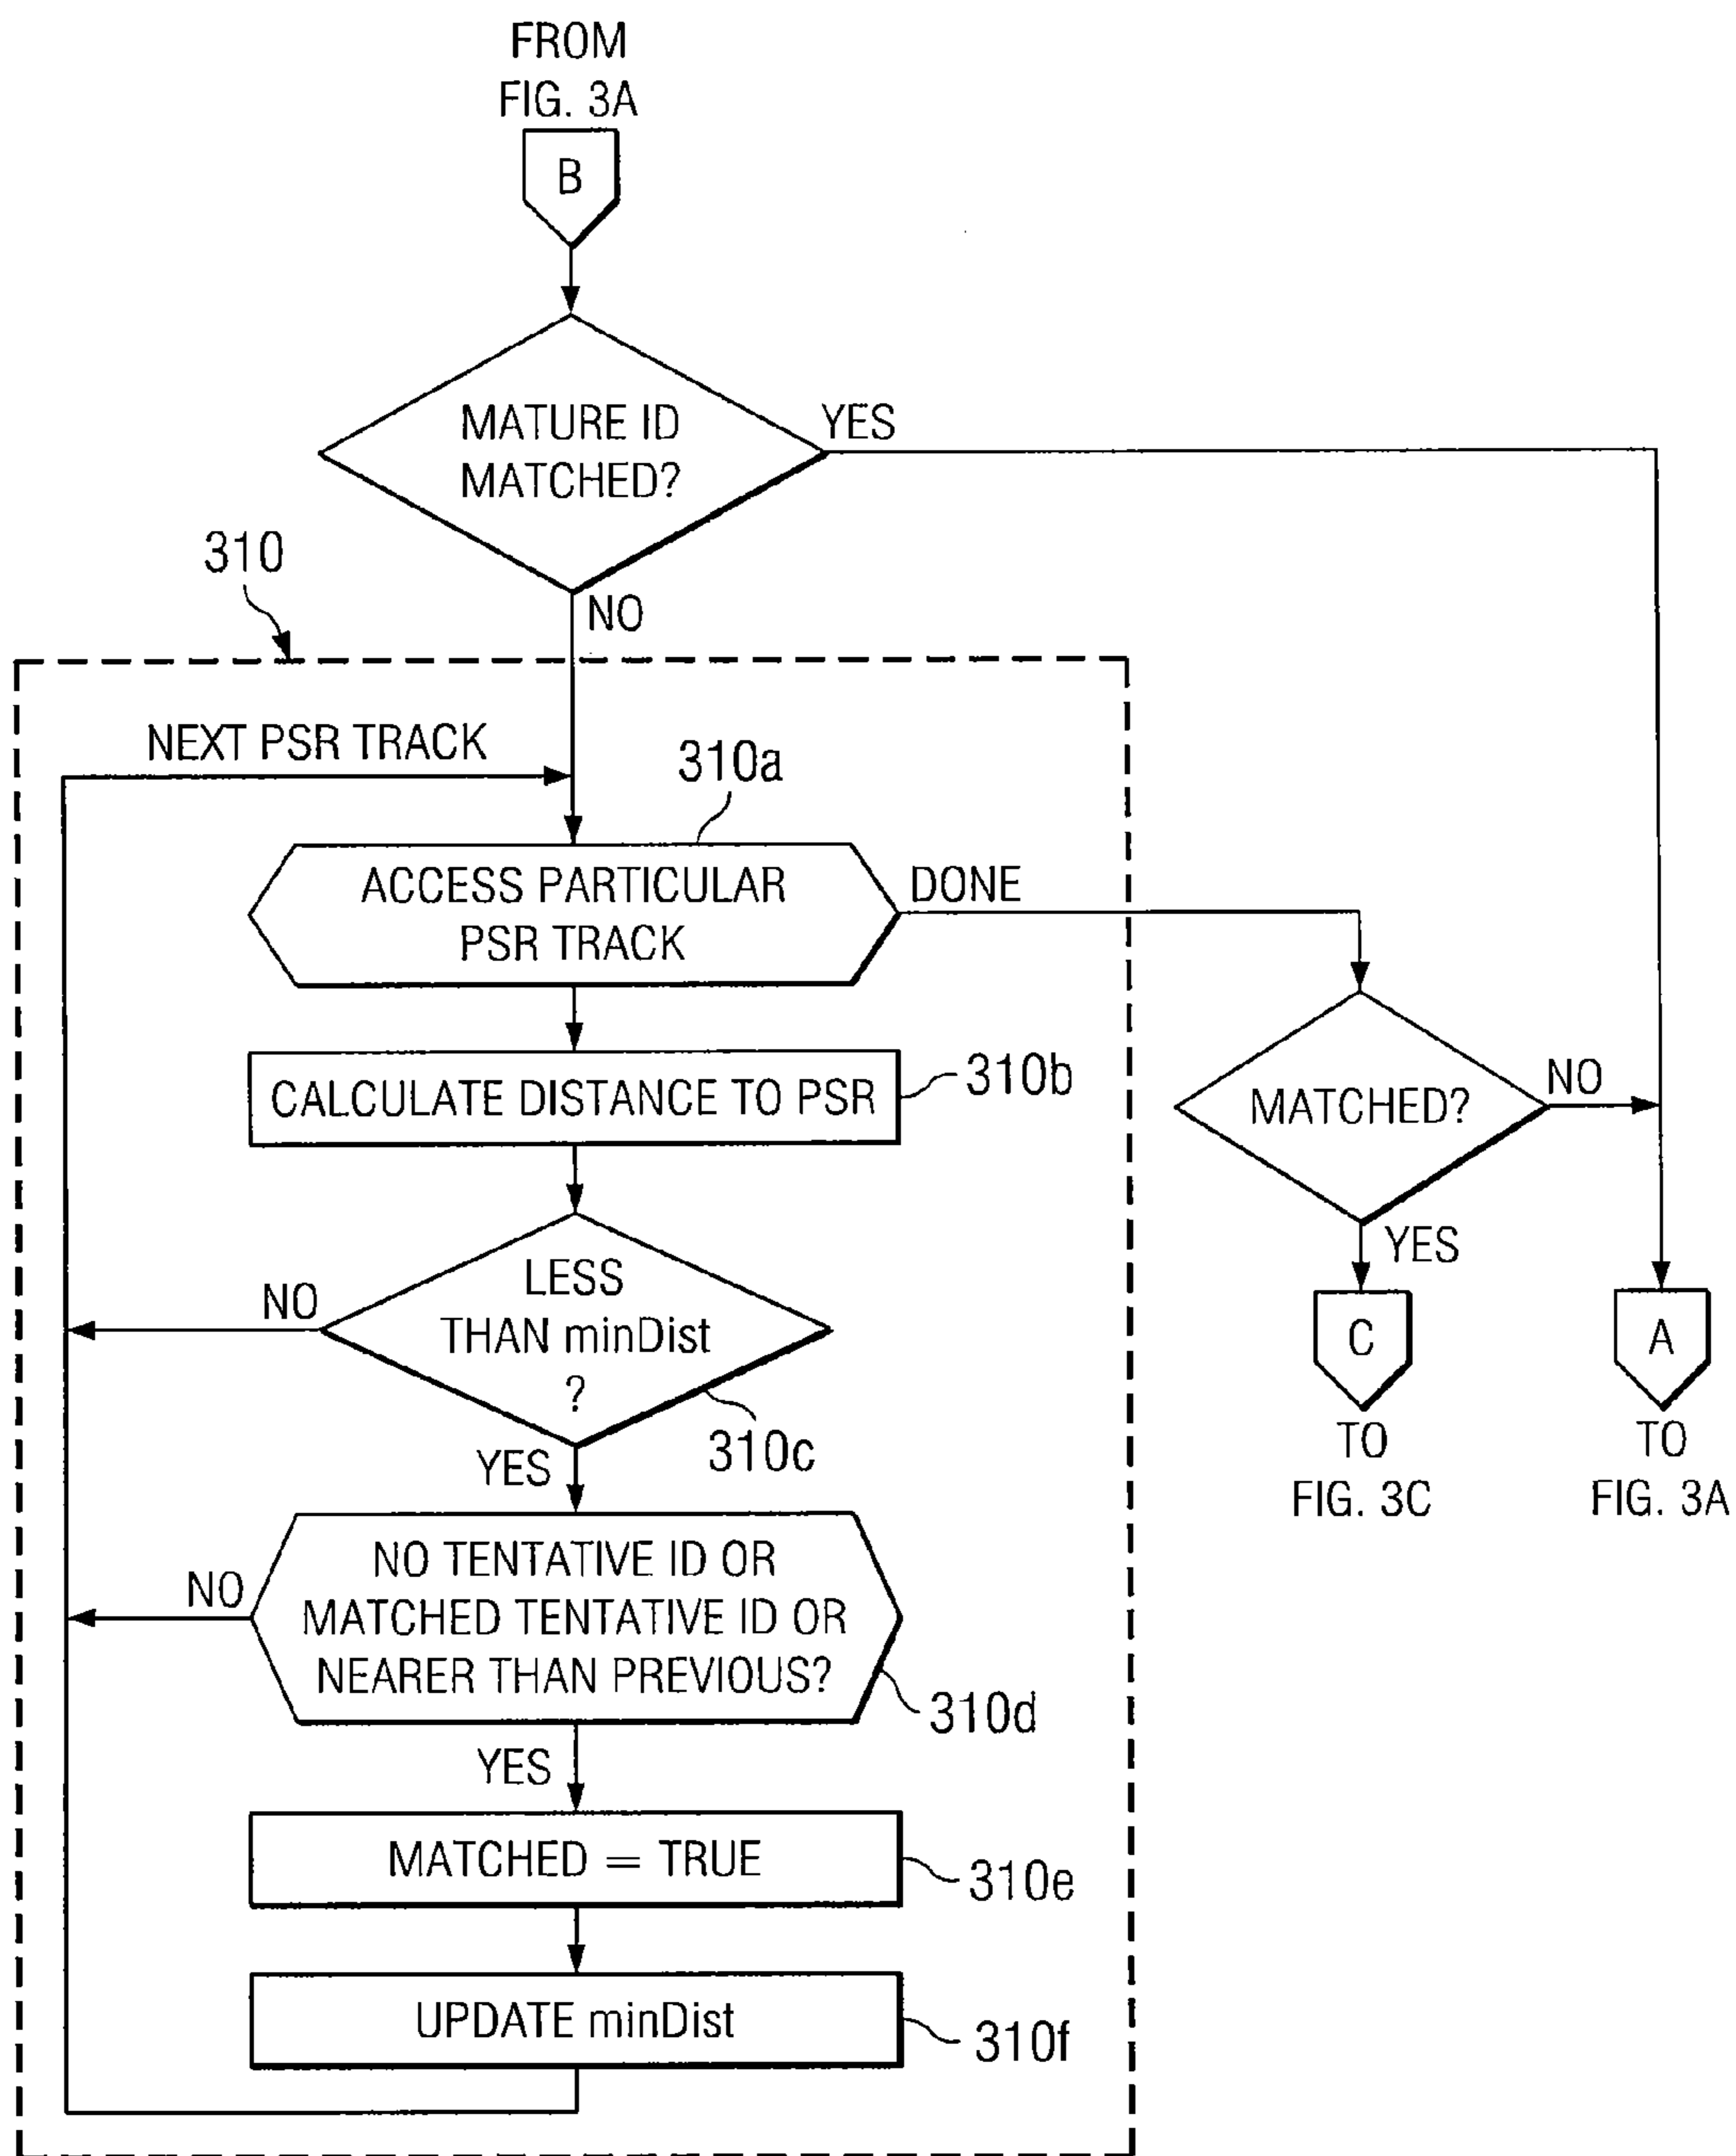 FROM
FIG. 3A
B
MATURE ID
MATCHED?
YES
NO
310
NEXT PSR TRACK
310a
ACCESS PARTICULAR
PSR TRACK
DONE
CALCULATE DISTANCE TO PSR
310b
MATCHED?
NO
YES
LESS
THAN minDist
?
NO
310c
YES
C
TO
FIG. 3C
A
TO
FIG. 3A
NO TENTATIVE ID OR
MATCHED TENTATIVE ID OR
NEARER THAN PREVIOUS?
NO
310d
YES
MATCHED = TRUE
310e
UPDATE minDist
310f